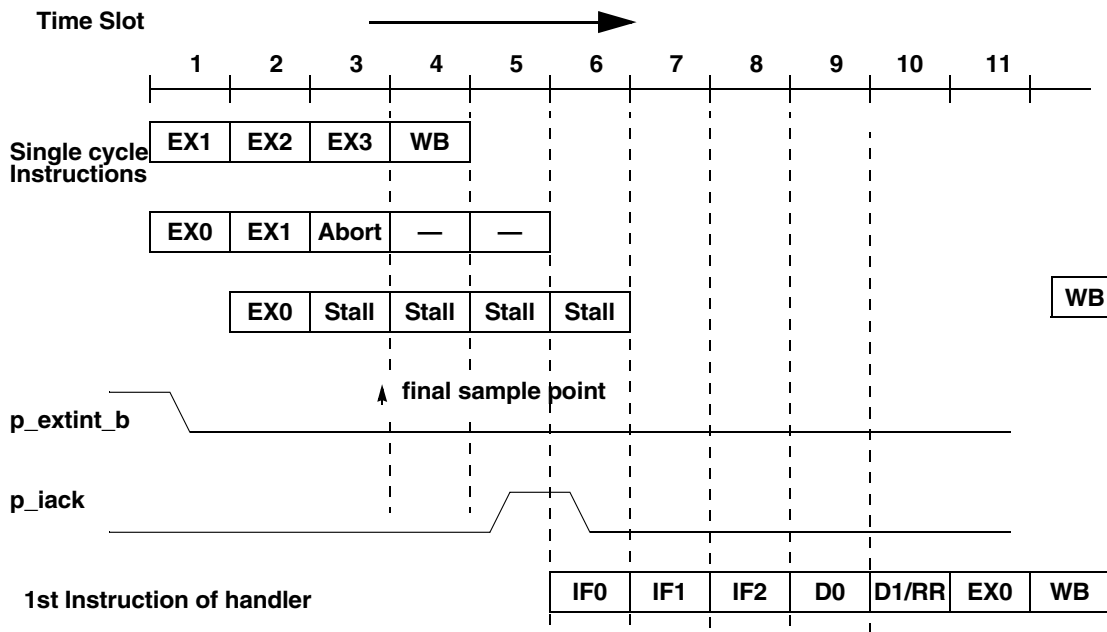 Time Slot
1 2 3 4 5 6 7 8 9 10 11
EX1 EX2 EX3 WB
Single cycle
Instructions
EX0 EX1 Abort — —
EX0 Stall Stall Stall Stall
WB
final sample point
p_extint_b
p_iack
1st Instruction of handler
IF0 IF1 IF2 D0 D1/RR EX0 WB